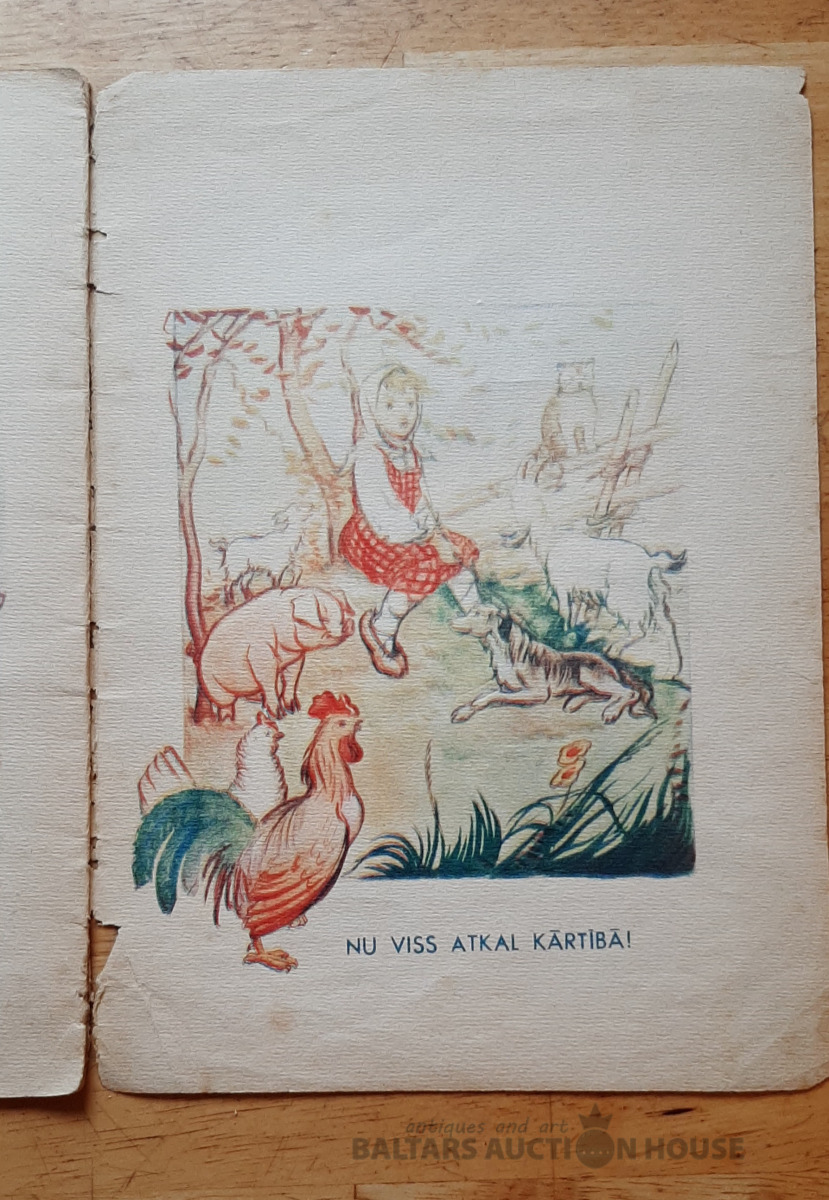 NU VISS ATKAL KĀRTĪBĀ!
antiques and art
BALTARS AUCTION HOUSE